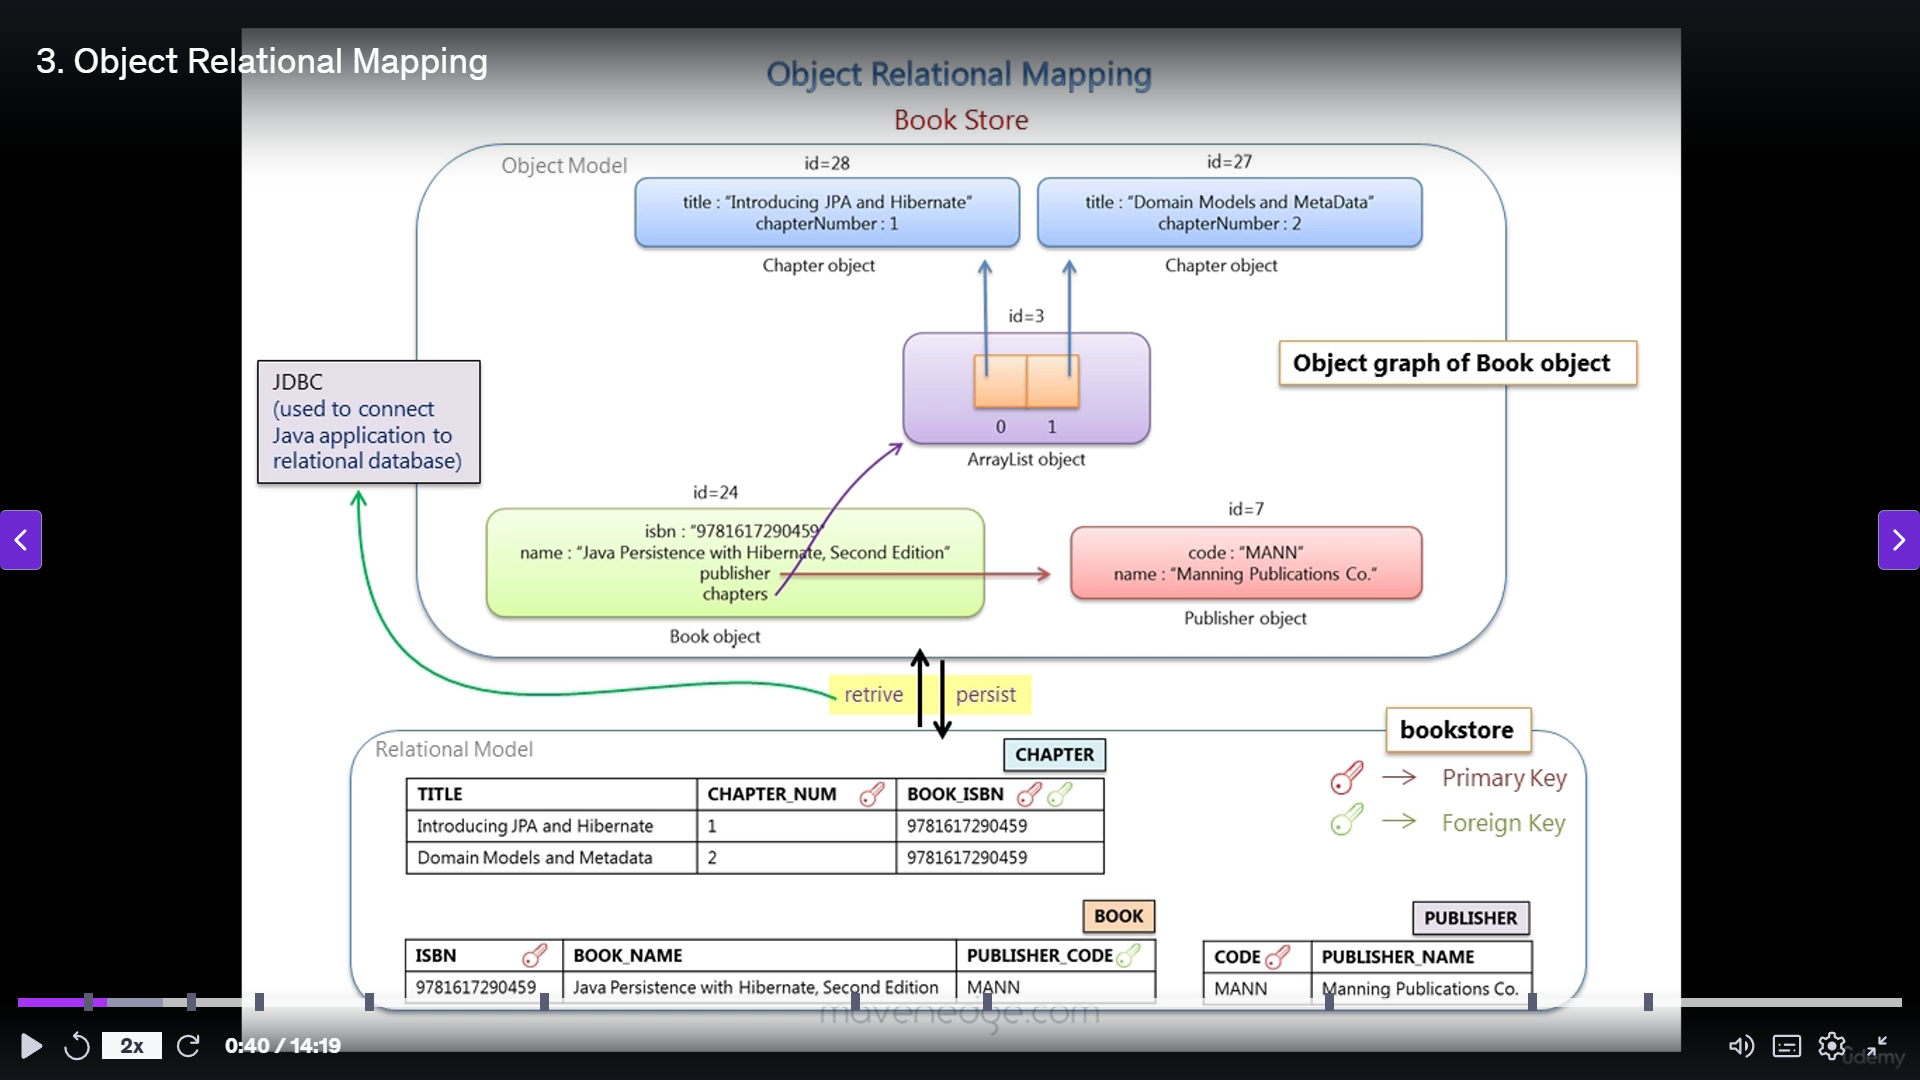 3. Object Relational Mapping
Object Relational Mapping
Book Store
Object Model
id=28
id=27
title : “Introducing JPA and Hibernate”
chapterNumber : 1
title : “Domain Models and MetaData”
chapterNumber : 2
Chapter object
Chapter object
id=3
Object graph of Book object
JDBC
(used to connect
Java application to
relational database)
0 1
ArrayList object
id=24
id=7
isbn : “9781617290459”
name : “Java Persistence with Hibernate, Second Edition”
publisher
chapters
code : “MANN”
name : “Manning Publications Co.”
Book object
Publisher object
retrive persist
bookstore
Relational Model
CHAPTER
Primary Key
Foreign Key
TITLE CHAPTER_NUM BOOK_ISBN
Introducing JPA and Hibernate 1 9781617290459
Domain Models and Metadata 2 9781617290459
BOOK
PUBLISHER
ISBN BOOK_NAME PUBLISHER_CODE
9781617290459 Java Persistence with Hibernate, Second Edition MANN
CODE PUBLISHER_NAME
MANN Manning Publications Co.
mavenedge.com
2x 0:40 / 14:19
ûdemy